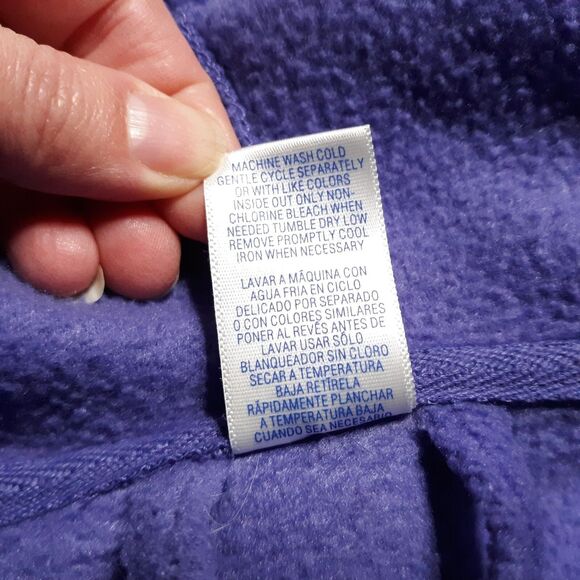 MACHINE WASH COLD
GENTLE CYCLE SEPARATELY
OR WITH LIKE COLORS
INSIDE OUT ONLY NON-
CHLORINE BLEACH WHEN
NEEDED TUMBLE DRY LOW
REMOVE PROMPTLY COOL
IRON WHEN NECESSARY
LAVAR A MÁQUINA CON
AGUA FRIA EN CICLO
DELICADO POR SEPARADO
O CON COLORES SIMILARES
PONER AL REVÉS ANTES DE
LAVAR USAR SÓLO
BLANQUEADOR SIN CLORO
SECAR A TEMPERATURA
BAJA RETÍRELA
RÁPIDAMENTE PLANCHAR
A TEMPERATURA BAJA
CUANDO SEA NECESARIO